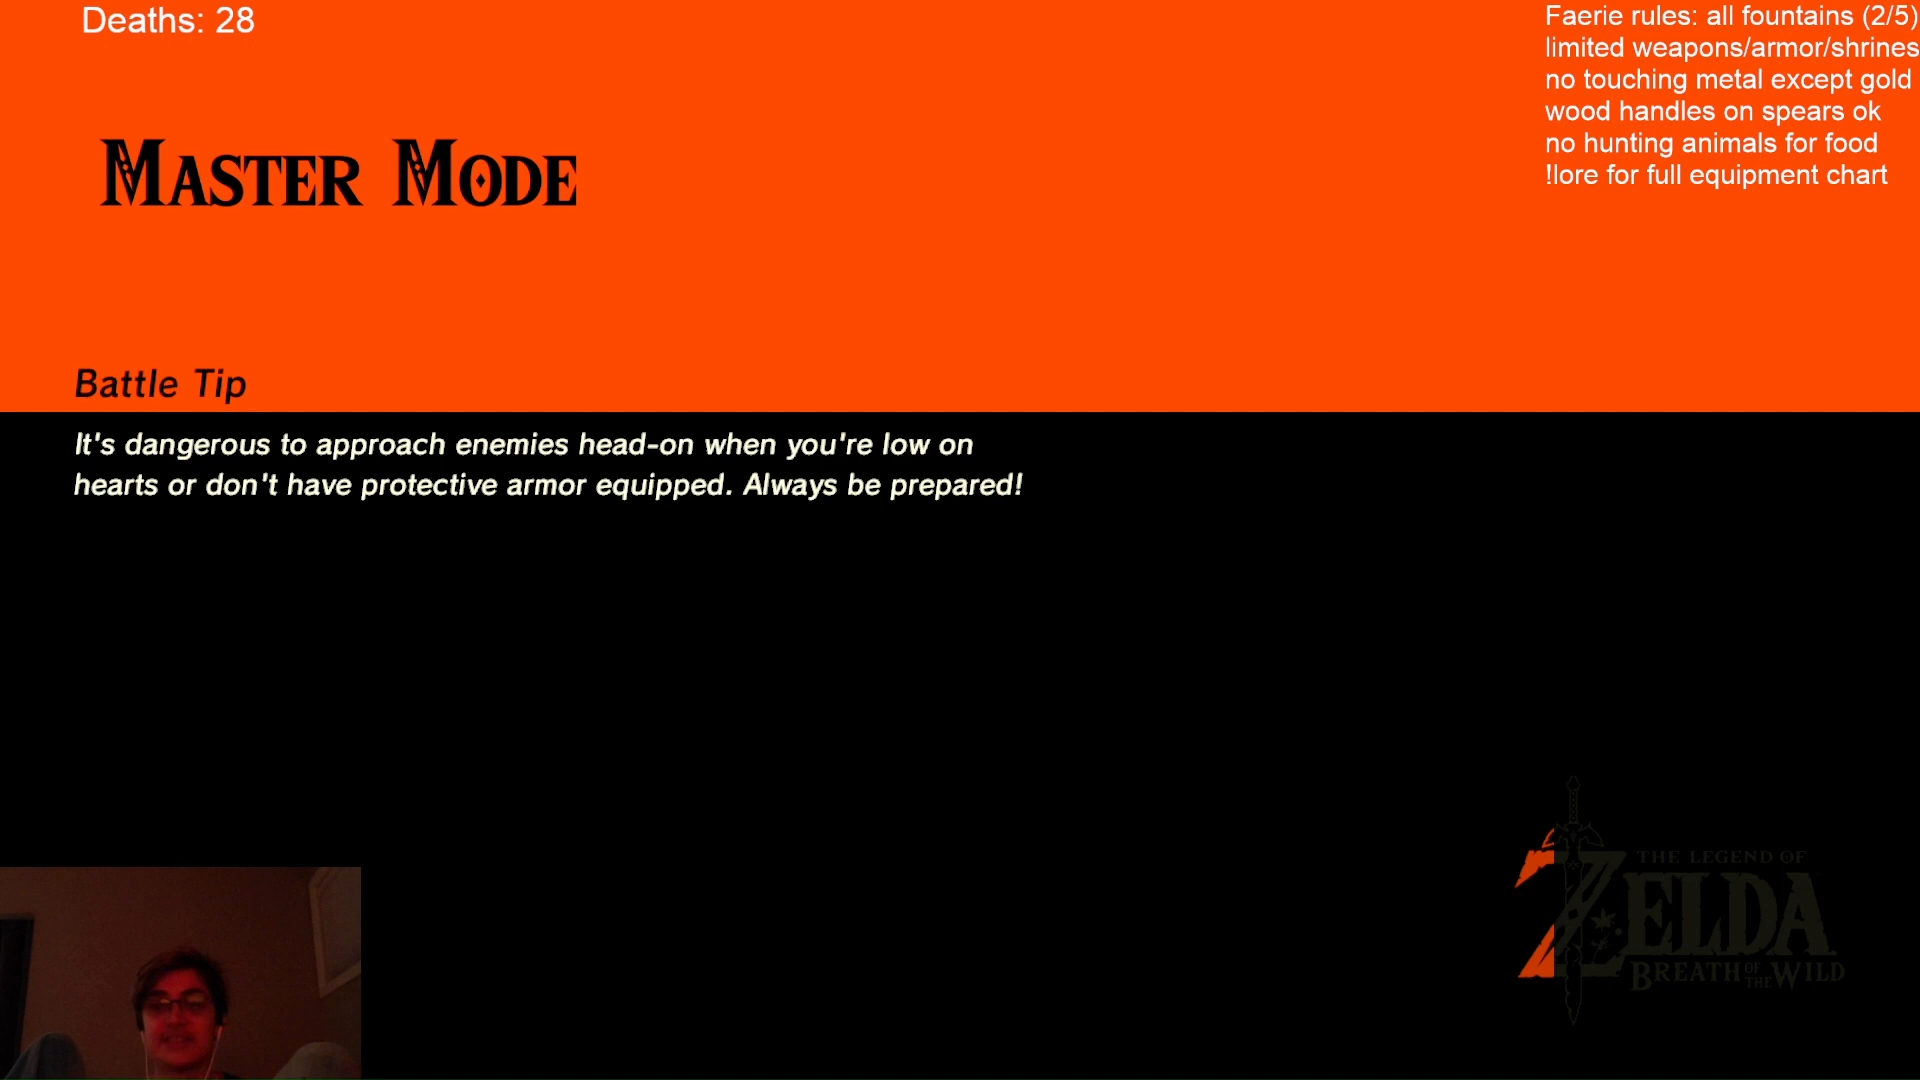 Deaths: 28
Faerie rules: all fountains (2/5)
limited weapons/armor/shrines
no touching metal except gold
wood handles on spears ok
no hunting animals for food
!lore for full equipment chart
MASTER MODE
Battle Tip
It's dangerous to approach enemies head-on when you're low on
hearts or don't have protective armor equipped. Always be prepared!
THE LEGEND OF
ZELDA
BREATH OF THE WILD